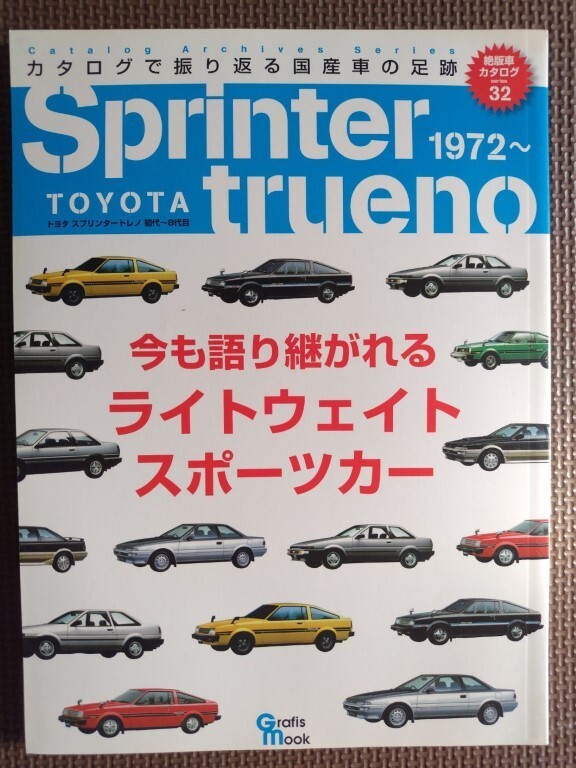 Catalog Archives Series
カタログで振り返る国産車の足跡
絶版車
カタログ
series
32
Sprinter
1972～
TOYOTA
trueno
トヨタ スプリンタートレノ 初代～8代目
今も語り継がれる
ライトウェイト
スポーツカー
Grafis
Mook